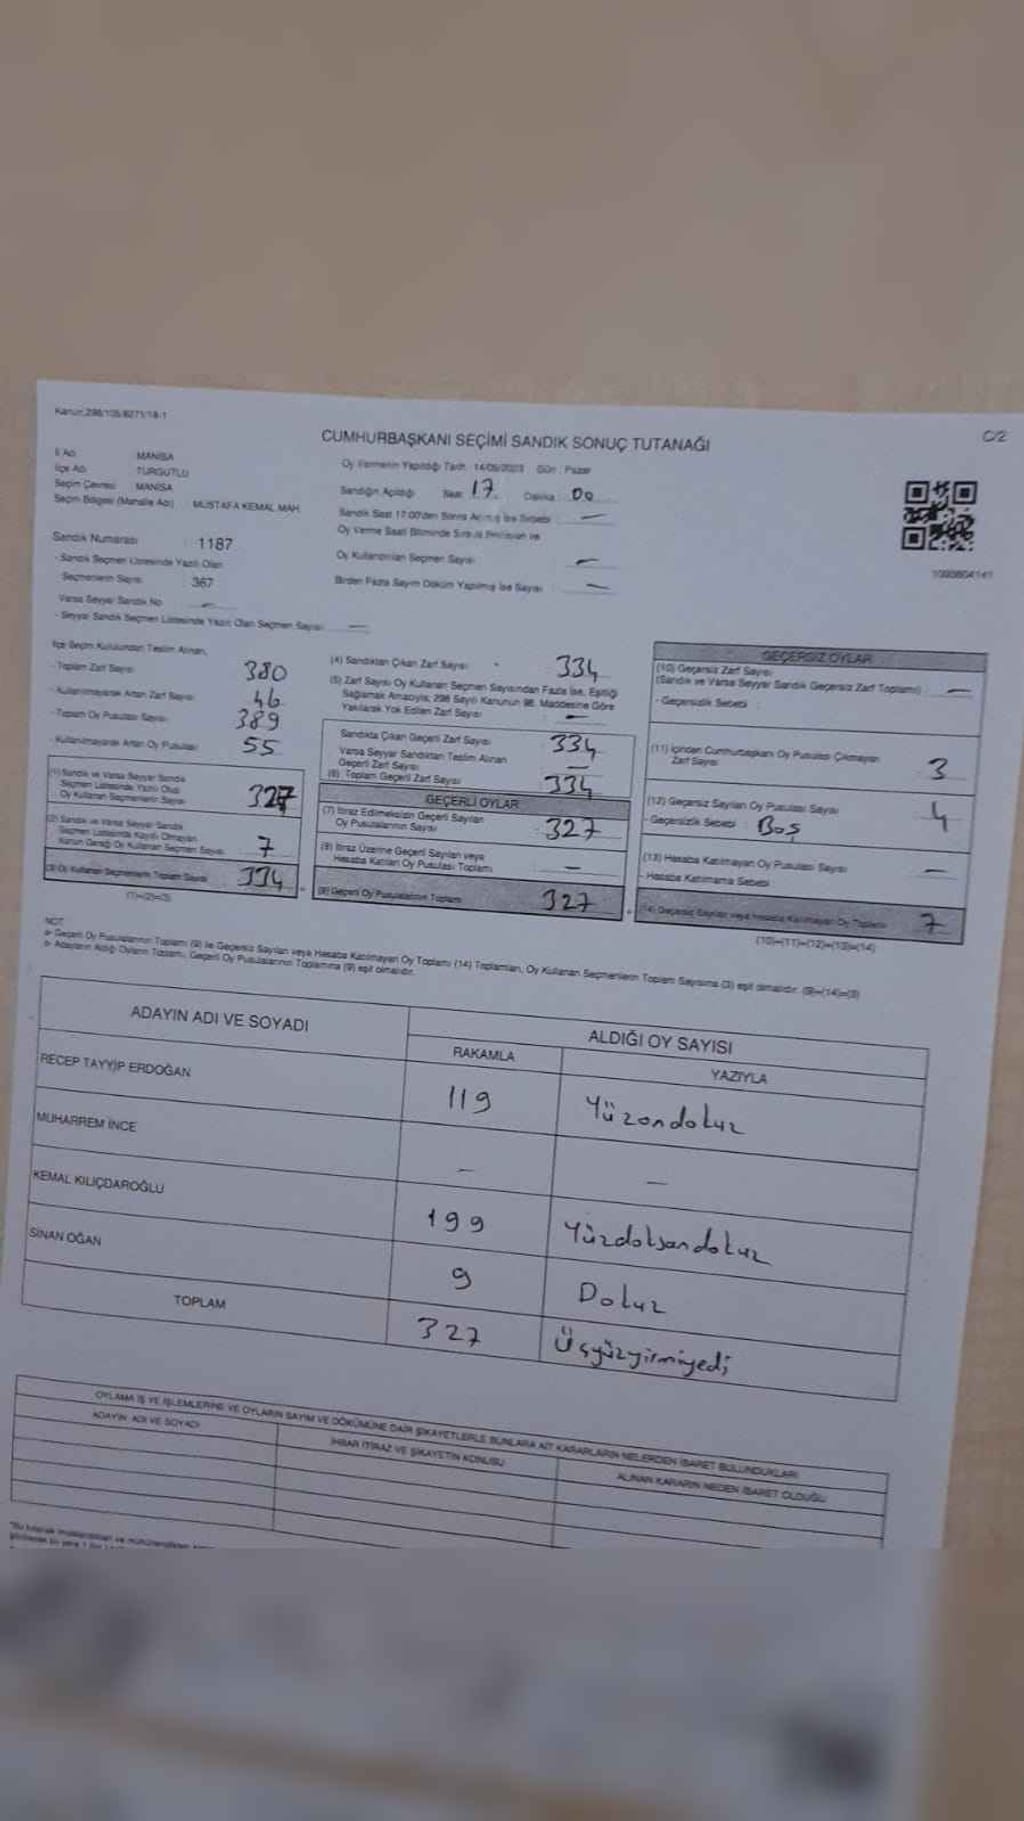 Kanun:298/105/6271/18-1
C/2
CUMHURBAŞKANI SEÇİMİ SANDIK SONUÇ TUTANAĞI
İl Adı MANİSA
İlçe Adı TURGUTLU
Seçim Çevresi MANİSA
Seçim Bölgesi (Mahalle Adı) MUSTAFA KEMAL MAH.
Oy Vermenin Yapıldığı Tarih : 14/05/2023 Gün : Pazar
Sandığın Açıldığı Saat 17 Dakika 00
Sandık Saat 17:00'den Sonra Açılmış İse Sebebi —
Oy Verme Saati Bitiminde Sırada
Oy Kullandırılan Seçmen Sayısı —
Birden Fazla Sayım Döküm Yapılmış İse Sayısı —
Sandık Numarası : 1187
- Sandık Seçmen Listesinde Yazılı Olan
Seçmenlerin Sayısı 367
Varsa Seyyar Sandık No —
- Seyyar Sandık Seçmen Listesinde Yazılı Olan Seçmen Sayısı —
İlçe Seçim Kurulundan Teslim Alınan,
- Toplam Zarf Sayısı 380
- Kullanılmayarak Artan Zarf Sayısı 46
- Toplam Oy Pusulası Sayısı 389
- Kullanılmayarak Artan Oy Pusulası 55
(1) Sandık ve Varsa Seyyar Sandık
Seçmen Listesinde Yazılı Olup
Oy Kullanan Seçmenlerin Sayısı 327
(2) Sandık ve Varsa Seyyar Sandık
Seçmen Listesinde Kayıtlı Olmayan
Kanun Gereği Oy Kullanan Seçmen Sayısı 7
(3) Oy Kullanan Seçmenlerin Toplam Sayısı 334
(1)+(2)=(3)
(4) Sandıktan Çıkan Zarf Sayısı 334
(5) Zarf Sayısı Oy Kullanan Seçmen Sayısından Fazla İse, Eşitliği
Sağlamak Amacıyla, 298 Sayılı Kanunun 98. Maddesine Göre
Yakılarak Yok Edilen Zarf Sayısı —
Sandıkta Çıkan Geçerli Zarf Sayısı 334
Varsa Seyyar Sandıktan Teslim Alınan
Geçerli Zarf Sayısı —
(6) Toplam Geçerli Zarf Sayısı 334
GEÇERLİ OYLAR
(7) İtiraz Edilmeksizin Geçerli Sayılan
Oy Pusulalarının Sayısı 327
(8) İtiraz Üzerine Geçerli Sayılan veya
Hesaba Katılan Oy Pusulası Toplamı —
(9) Geçerli Oy Pusulalarının Toplamı 327
GEÇERSİZ OYLAR
(10) Geçersiz Zarf Sayısı
(Sandık ve Varsa Seyyar Sandık Geçersiz Zarf Toplamı) —
- Geçersizlik Sebebi :
(11) İçinden Cumhurbaşkanı Oy Pusulası Çıkmayan
Zarf Sayısı 3
(12) Geçersiz Sayılan Oy Pusulası Sayısı 4
- Geçersizlik Sebebi : Boş
(13) Hesaba Katılmayan Oy Pusulası Sayısı —
- Hesaba Katılmama Sebebi
(14) Geçersiz Sayılan veya Hesaba Katılmayan Oy Toplamı 7
(10)+(11)+(12)+(13)=(14)
NOT
Geçerli Oy Pusulalarının Toplamı (9) ile Geçersiz Sayılan veya Hesaba Katılmayan Oy Toplamı (14) Toplamları, Oy Kullanan Seçmenlerin Toplam Sayısına (3) eşit olmalıdır. (9)+(14)=(3)
Adayların Aldığı Oyların Toplamı, Geçerli Oy Pusulalarının Toplamına (9) eşit olmalıdır.
ADAYIN ADI VE SOYADI
ALDIĞI OY SAYISI
RAKAMLA YAZIYLA
RECEP TAYYİP ERDOĞAN 119 Yüzondokuz
MUHARREM İNCE — —
KEMAL KILIÇDAROĞLU 199 Yüzdoksandokuz
SİNAN OĞAN 9 Dokuz
TOPLAM 327 Üçyüzyirmiyedi
OYLAMA İŞ VE İŞLEMLERİNE VE OYLARIN SAYIM VE DÖKÜMÜNE DAİR ŞİKAYETLERLE BUNLARA AİT KARARLARIN NELERDEN İBARET BULUNDUKLARI
ADAYIN ADI VE SOYADI
İHBAR İTİRAZ VE ŞİKAYETİN KONUSU
ALINAN KARARIN NEDEN İBARET OLDUĞU